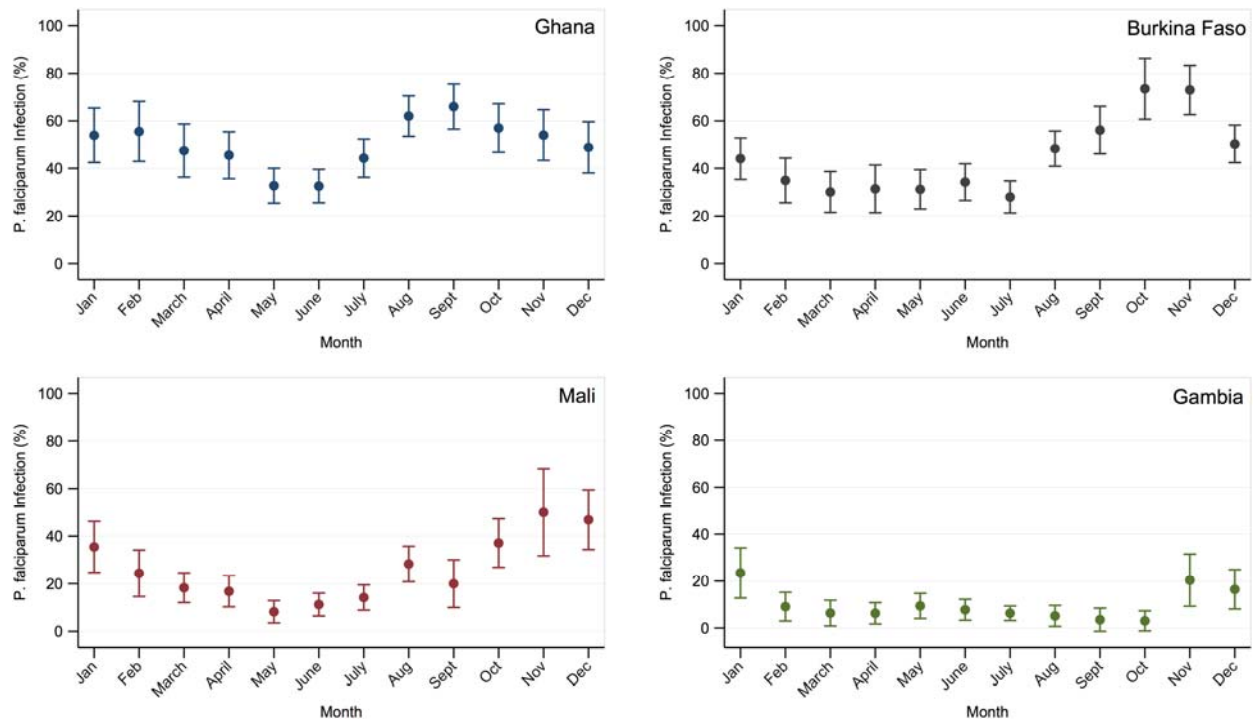 Ghana
P. falciparum Infection (%)
100
80
60
40
20
0
Jan
Feb
March
April
May
June
July
Aug
Sept
Oct
Nov
Dec
Month
Burkina Faso
P. falciparum Infection (%)
100
80
60
40
20
0
Jan
Feb
March
April
May
June
July
Aug
Sept
Oct
Nov
Dec
Month
Mali
P. falciparum Infection (%)
100
80
60
40
20
0
Jan
Feb
March
April
May
June
July
Aug
Sept
Oct
Nov
Dec
Month
Gambia
P. falciparum Infection (%)
100
80
60
40
20
0
Jan
Feb
March
April
May
June
July
Aug
Sept
Oct
Nov
Dec
Month